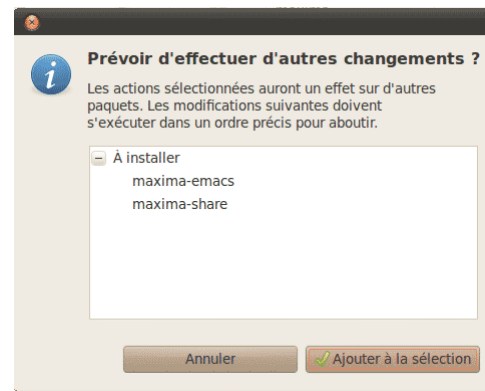 Prévoir d'effectuer d'autres changements ?
Les actions sélectionnées auront un effet sur d'autres
paquets. Les modifications suivantes doivent
s'exécuter dans un ordre précis pour aboutir.
À installer
maxima-emacs
maxima-share
Annuler
Ajouter à la sélection